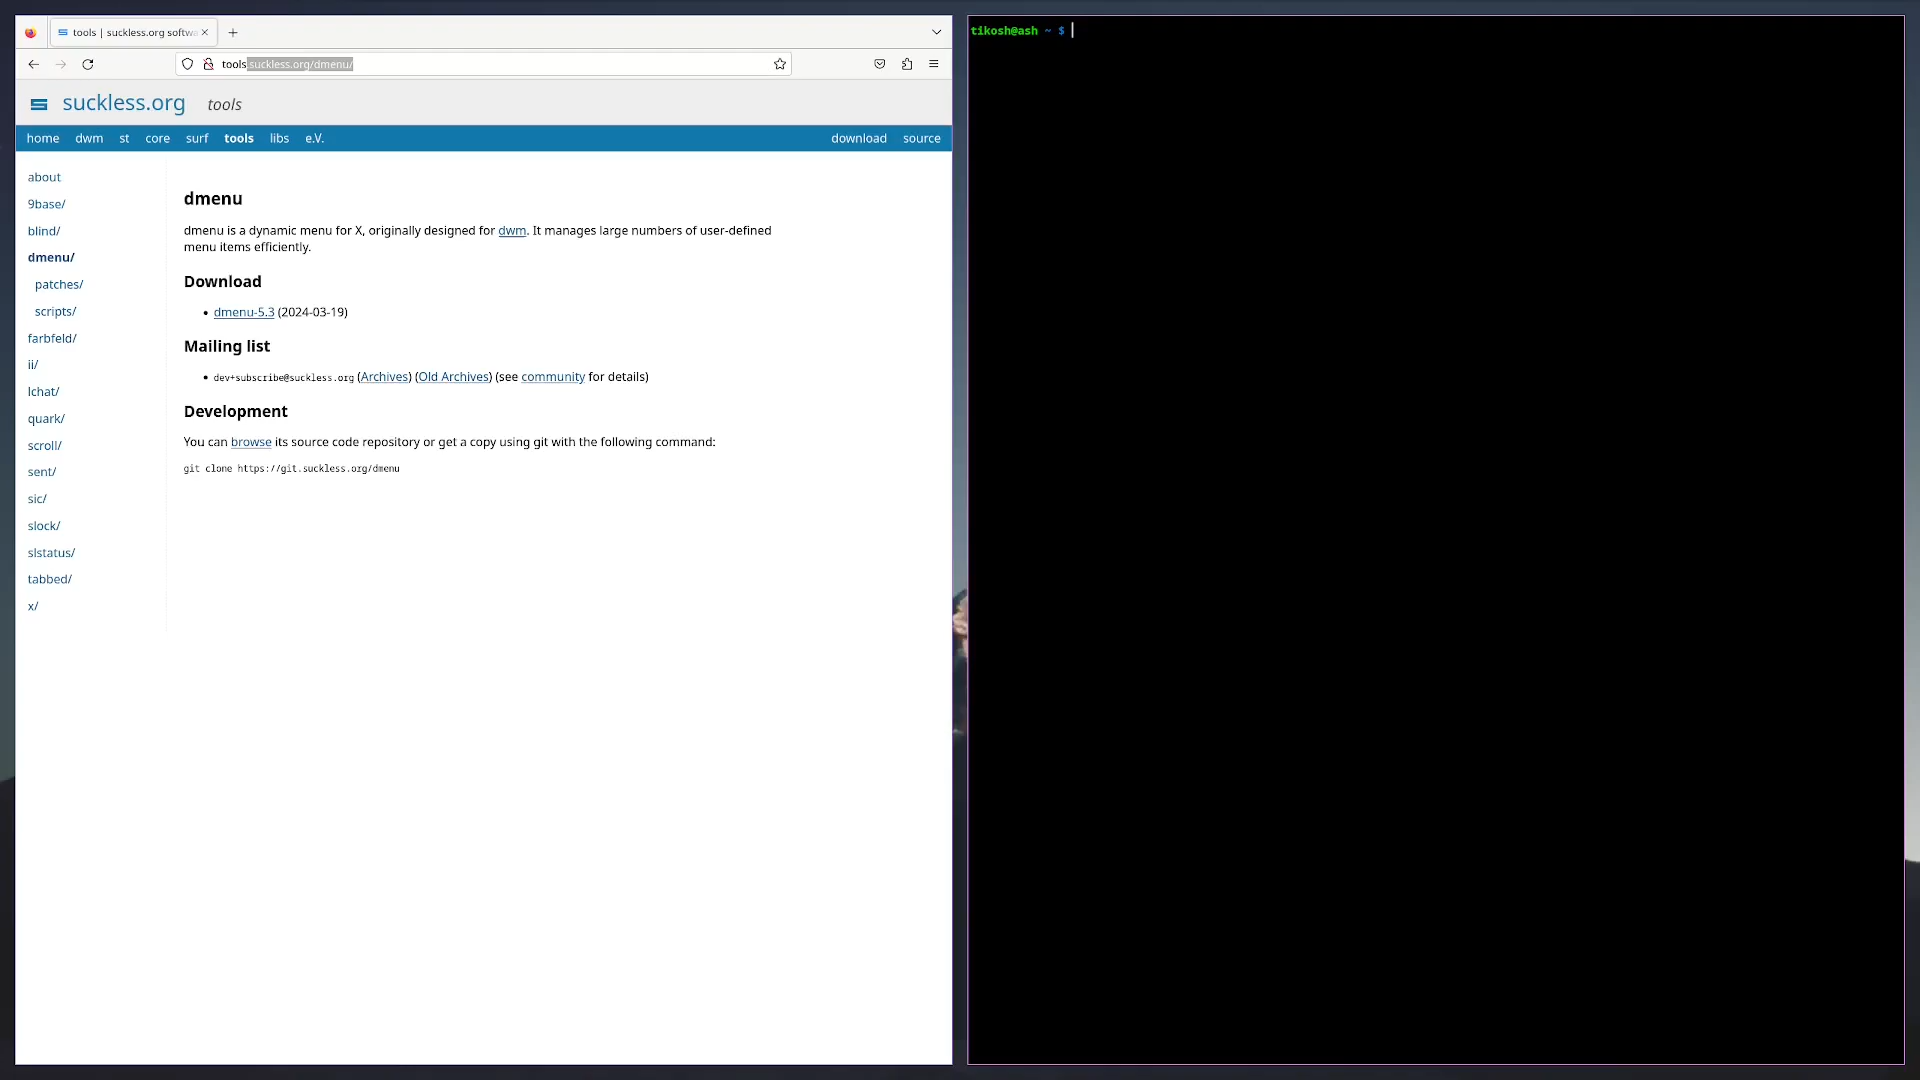 tools | suckless.org softwa
tools.suckless.org/dmenu/
suckless.org tools
home dwm st core surf tools libs e.V. download source
about
9base/
blind/
dmenu/
patches/
scripts/
farbfeld/
ii/
lchat/
quark/
scroll/
sent/
sic/
slock/
slstatus/
tabbed/
x/
dmenu
dmenu is a dynamic menu for X, originally designed for dwm. It manages large numbers of user-defined
menu items efficiently.
Download
• dmenu-5.3 (2024-03-19)
Mailing list
• dev+subscribe@suckless.org (Archives) (Old Archives) (see community for details)
Development
You can browse its source code repository or get a copy using git with the following command:
git clone https://git.suckless.org/dmenu
tikosh@ash ~ $